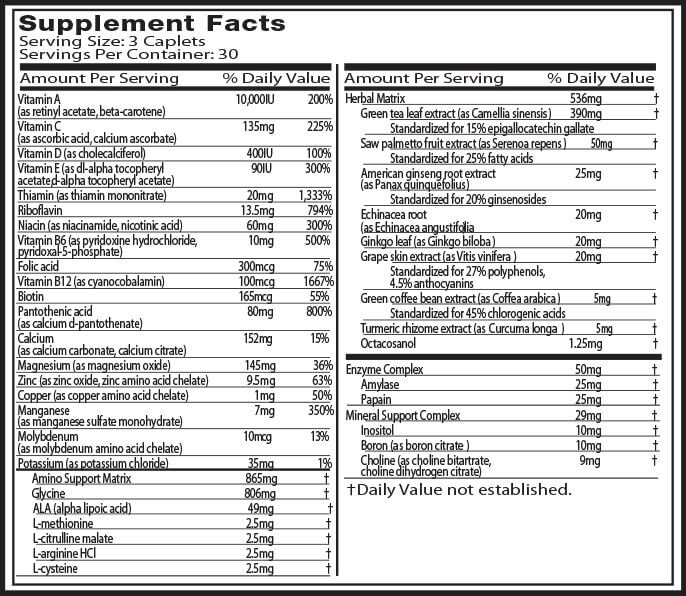 Supplement Facts
Serving Size: 3 Caplets
Servings Per Container: 30
Amount Per Serving % Daily Value
Vitamin A 10,000IU 200%
(as retinyl acetate, beta-carotene)
Vitamin C 135mg 225%
(as ascorbic acid, calcium ascorbate)
Vitamin D (as cholecalciferol) 400IU 100%
Vitamin E (as dl-alpha tocopheryl 90IU 300%
acetate,d-alpha tocopheryl acetate)
Thiamin (as thiamin mononitrate) 20mg 1,333%
Riboflavin 13.5mg 794%
Niacin (as niacinamide, nicotinic acid) 60mg 300%
Vitamin B6 (as pyridoxine hydrochloride, 10mg 500%
pyridoxal-5-phosphate)
Folic acid 300mcg 75%
Vitamin B12 (as cyanocobalamin) 100mcg 1667%
Biotin 165mcg 55%
Pantothenic acid 80mg 800%
(as calcium d-pantothenate)
Calcium 152mg 15%
(as calcium carbonate, calcium citrate)
Magnesium (as magnesium oxide) 145mg 36%
Zinc (as zinc oxide, zinc amino acid chelate) 9.5mg 63%
Copper (as copper amino acid chelate) 1mg 50%
Manganese 7mg 350%
(as manganese sulfate monohydrate)
Molybdenum 10mcg 13%
(as molybdenum amino acid chelate)
Potassium (as potassium chloride) 35mg 1%
Amino Support Matrix 865mg †
Glycine 806mg †
ALA (alpha lipoic acid) 49mg †
L-methionine 2.5mg †
L-citrulline malate 2.5mg †
L-arginine HCl 2.5mg †
L-cysteine 2.5mg †
Amount Per Serving % Daily Value
Herbal Matrix 536mg †
Green tea leaf extract (as Camellia sinensis) 390mg †
Standardized for 15% epigallocatechin gallate
Saw palmetto fruit extract (as Serenoa repens ) 50mg †
Standardized for 25% fatty acids
American ginseng root extract 25mg †
(as Panax quinquefolius)
Standardized for 20% ginsenosides
Echinacea root 20mg †
(as Echinacea angustifolia
Ginkgo leaf (as Ginkgo biloba ) 20mg †
Grape skin extract (as Vitis vinifera ) 20mg †
Standardized for 27% polyphenols,
4.5% anthocyanins
Green coffee bean extract (as Coffea arabica ) 5mg †
Standardized for 45% chlorogenic acids
Turmeric rhizome extract (as Curcuma longa ) 5mg †
Octacosanol 1.25mg †
Enzyme Complex 50mg †
Amylase 25mg †
Papain 25mg †
Mineral Support Complex 29mg †
Inositol 10mg †
Boron (as boron citrate ) 10mg †
Choline (as choline bitartrate, 9mg †
choline dihydrogen citrate)
†Daily Value not established.